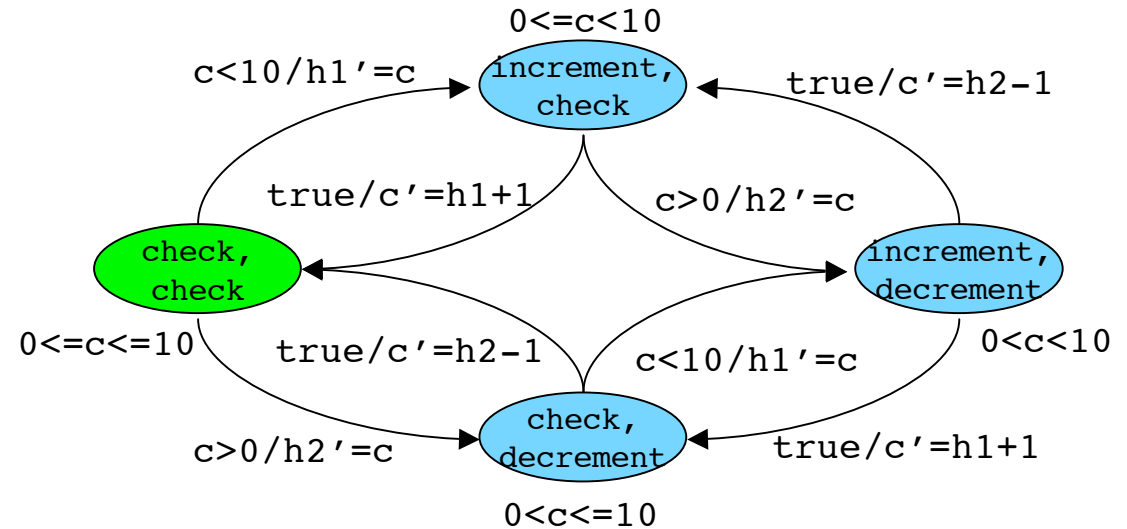 0<=c<10
c<10/h1'=c
increment,
check
true/c'=h2-1
true/c'=h1+1
c>0/h2'=c
check,
check
increment,
decrement
0<=c<=10
true/c'=h2-1
c<10/h1'=c
0<c<10
c>0/h2'=c
check,
decrement
true/c'=h1+1
0<c<=10